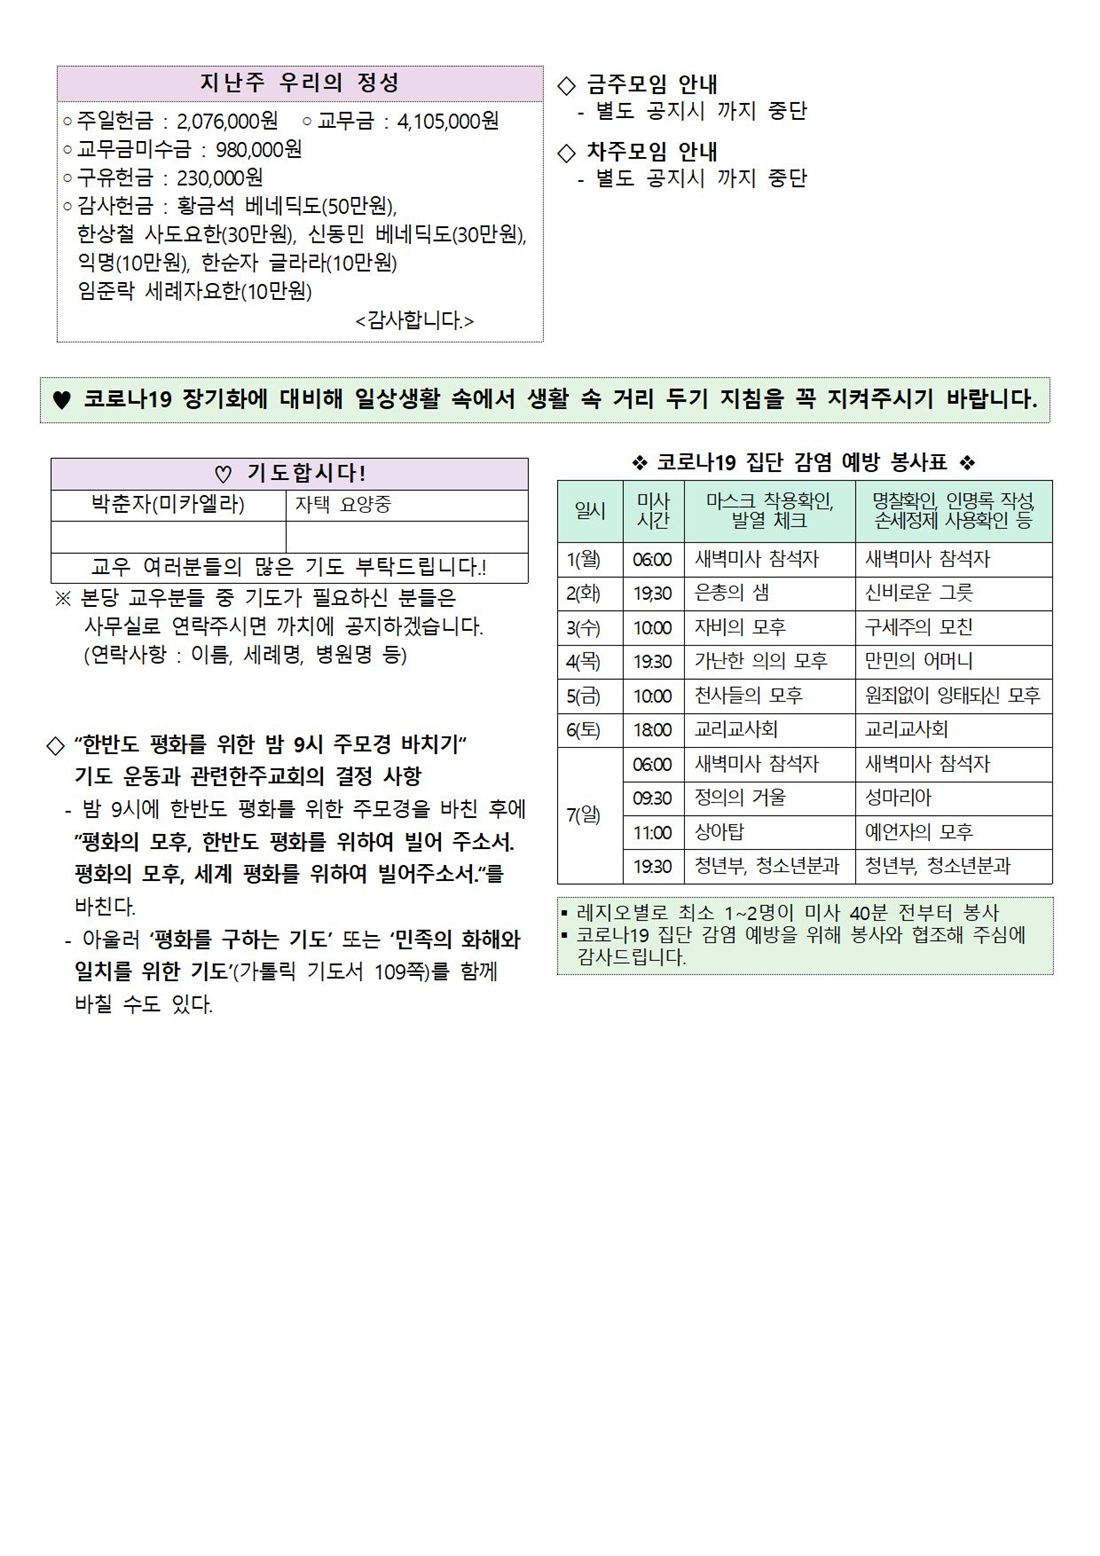 지난주 우리의 정성
○ 주일헌금 : 2,076,000원 ○ 교무금 : 4,105,000원
○ 교무금미수금 : 980,000원
○ 구유헌금 : 230,000원
○ 감사헌금 : 황금석 베네딕도(50만원),
한상철 사도요한(30만원), 신동민 베네딕도(30만원),
익명(10만원), 한순자 글라라(10만원)
임준락 세례자요한(10만원)
<감사합니다.>
◇ 금주모임 안내
- 별도 공지시 까지 중단
◇ 차주모임 안내
- 별도 공지시 까지 중단
♥ 코로나19 장기화에 대비해 일상생활 속에서 생활 속 거리 두기 지침을 꼭 지켜주시기 바랍니다.
♡ 기도합시다!
박춘자(미카엘라) 자택 요양중
교우 여러분들의 많은 기도 부탁드립니다.!
※ 본당 교우분들 중 기도가 필요하신 분들은
사무실로 연락주시면 까치에 공지하겠습니다.
(연락사항 : 이름, 세례명, 병원명 등)
◇ “한반도 평화를 위한 밤 9시 주모경 바치기“
기도 운동과 관련한주교회의 결정 사항
- 밤 9시에 한반도 평화를 위한 주모경을 바친 후에
”평화의 모후, 한반도 평화를 위하여 빌어 주소서.
평화의 모후, 세계 평화를 위하여 빌어주소서.”를
바친다.
- 아울러 ‘평화를 구하는 기도’ 또는 ‘민족의 화해와
일치를 위한 기도’(가톨릭 기도서 109쪽)를 함께
바칠 수도 있다.
❖ 코로나19 집단 감염 예방 봉사표 ❖
일시 미사 시간 마스크 착용확인, 발열 체크 명찰확인, 인명록 작성, 손세정제 사용확인 등
1(월) 06:00 새벽미사 참석자 새벽미사 참석자
2(화) 19;30 은총의 샘 신비로운 그릇
3(수) 10:00 자비의 모후 구세주의 모친
4(목) 19:30 가난한 의의 모후 만민의 어머니
5(금) 10:00 천사들의 모후 원죄없이 잉태되신 모후
6(토) 18:00 교리교사회 교리교사회
7(일) 06:00 새벽미사 참석자 새벽미사 참석자
09:30 정의의 거울 성마리아
11:00 상아탑 예언자의 모후
19:30 청년부, 청소년분과 청년부, 청소년분과
▪ 레지오별로 최소 1~2명이 미사 40분 전부터 봉사
▪ 코로나19 집단 감염 예방을 위해 봉사와 협조해 주심에
감사드립니다.